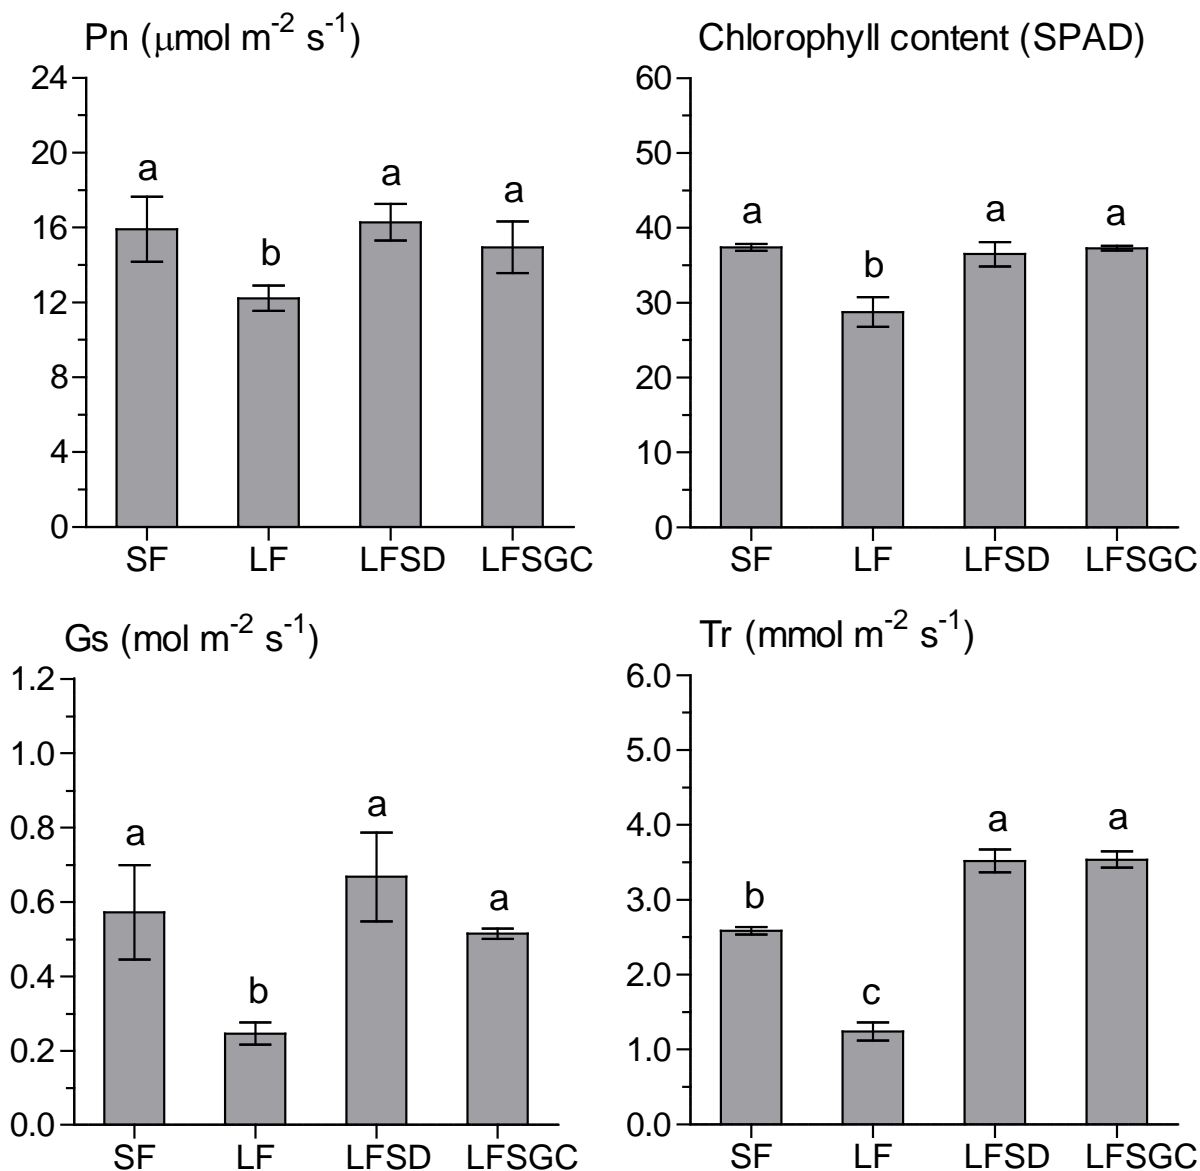 Pn (μmol m-2 s-1)
24
20
16
12
8
4
0
a
b
a
a
SF LF LFSD LFSGC
Chlorophyll content (SPAD)
60
50
40
30
20
10
0
a
b
a
a
SF LF LFSD LFSGC
Gs (mol m-2 s-1)
1.2
1.0
0.8
0.6
0.4
0.2
0.0
a
b
a
a
SF LF LFSD LFSGC
Tr (mmol m-2 s-1)
6.0
5.0
4.0
3.0
2.0
1.0
0.0
b
c
a
a
SF LF LFSD LFSGC